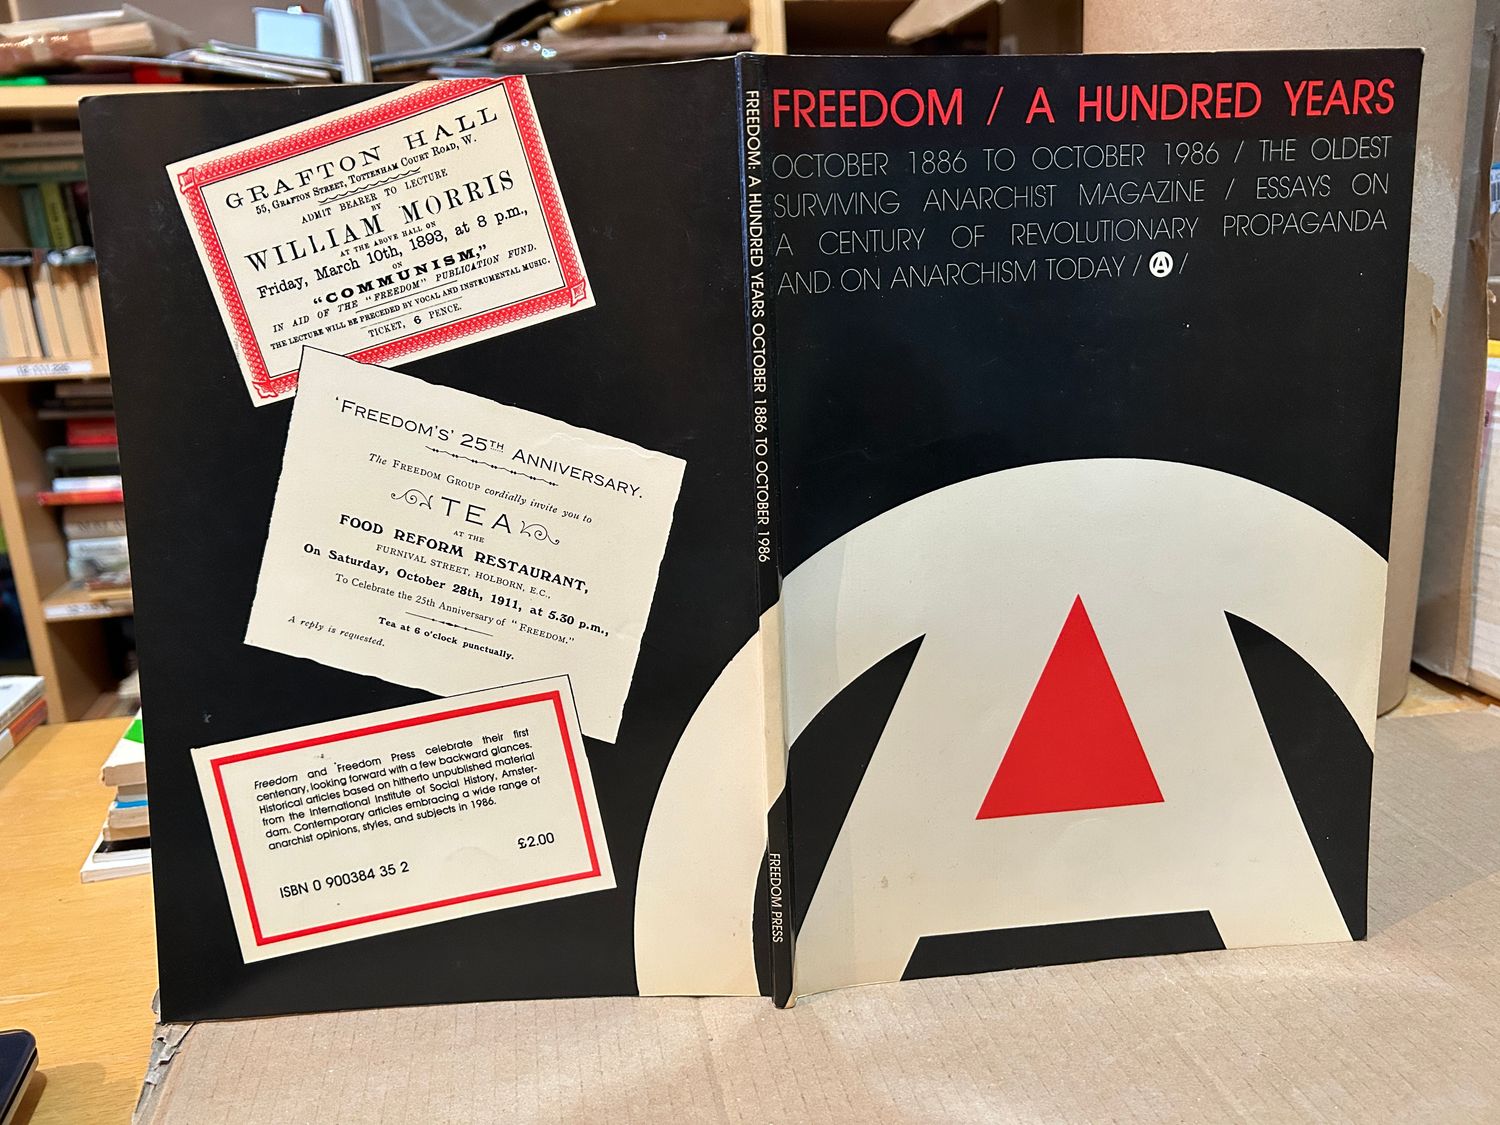 GRAFTON HALL
55, GRAFTON STREET, TOTTENHAM COURT ROAD, W.
ADMIT BEARER TO LECTURE
BY
WILLIAM MORRIS
AT THE ABOVE HALL ON
Friday, March 10th, 1893, at 8 p.m.,
ON
"COMMUNISM,"
IN AID OF THE "FREEDOM" PUBLICATION FUND.
THE LECTURE WILL BE PRECEDED BY VOCAL AND INSTRUMENTAL MUSIC.
TICKET, 6 PENCE.
'FREEDOM'S' 25TH ANNIVERSARY.
The FREEDOM GROUP cordially invite you to
TEA
AT THE
FOOD REFORM RESTAURANT,
FURNIVAL STREET, HOLBORN, E.C.,
On Saturday, October 28th, 1911, at 5.30 p.m.,
To Celebrate the 25th Anniversary of "FREEDOM."
Tea at 6 o'clock punctually.
A reply is requested.
Freedom and Freedom Press celebrate their first
centenary, looking forward with a few backward glances.
Historical articles based on hitherto unpublished material
from the International Institute of Social History, Amster-
dam. Contemporary articles embracing a wide range of
anarchist opinions, styles, and subjects in 1986.
£2.00
ISBN 0 900384 35 2
FREEDOM: A HUNDRED YEARS OCTOBER 1886 TO OCTOBER 1986
FREEDOM PRESS
FREEDOM / A HUNDRED YEARS
OCTOBER 1886 TO OCTOBER 1986 / THE OLDEST
SURVIVING ANARCHIST MAGAZINE / ESSAYS ON
A CENTURY OF REVOLUTIONARY PROPAGANDA
AND ON ANARCHISM TODAY / Ⓐ /